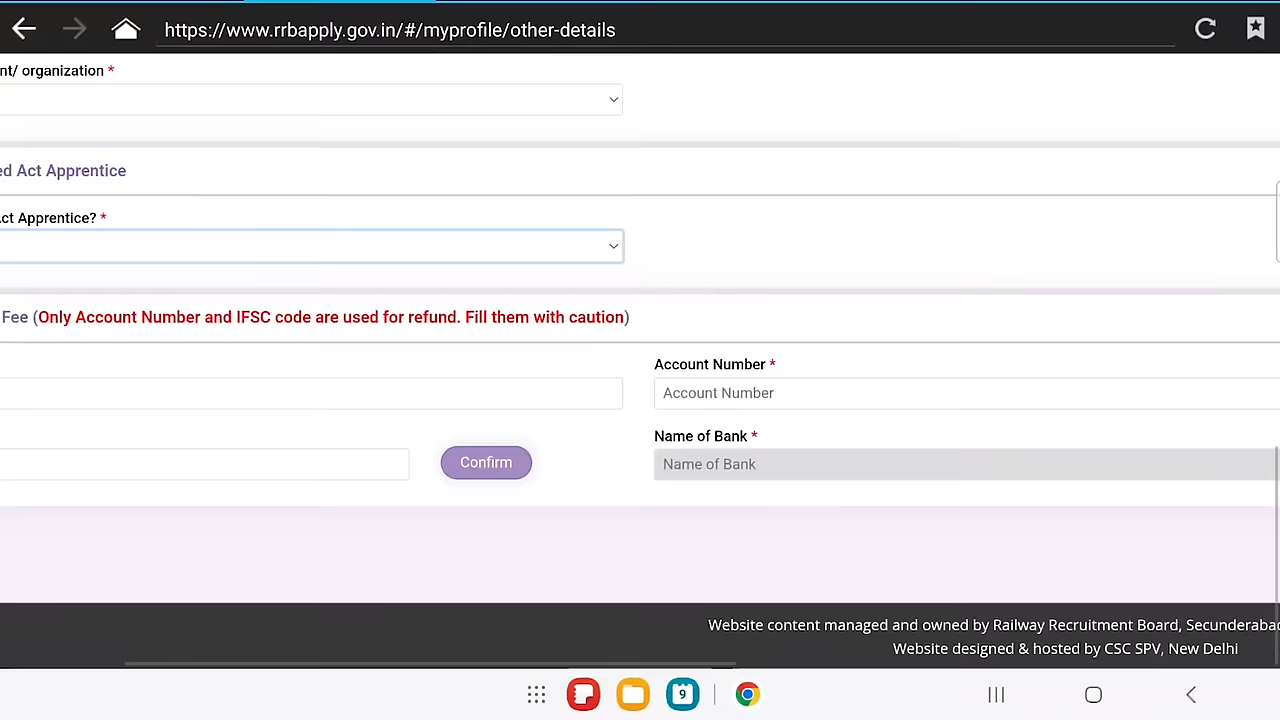 https://www.rrbapply.gov.in/#/myprofile/other-details
nt/ organization *
ed Act Apprentice
Act Apprentice? *
Fee (Only Account Number and IFSC code are used for refund. Fill them with caution)
Account Number *
Account Number
Name of Bank *
Confirm
Name of Bank
Website content managed and owned by Railway Recruitment Board, Secunderabad
Website designed & hosted by CSC SPV, New Delhi
9